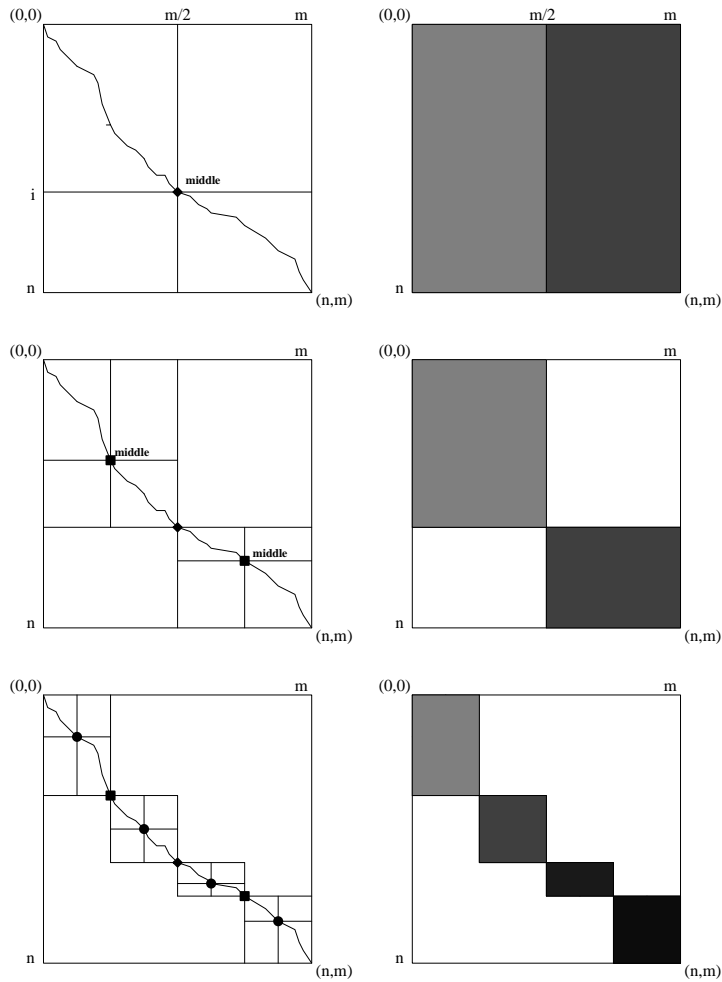 (0,0) m/2 m
middle
i
n
(n,m)
(0,0) m/2 m
n
(n,m)
(0,0) m
middle
middle
n
(n,m)
(0,0) m
n
(n,m)
(0,0) m
n
(n,m)
(0,0) m
n
(n,m)